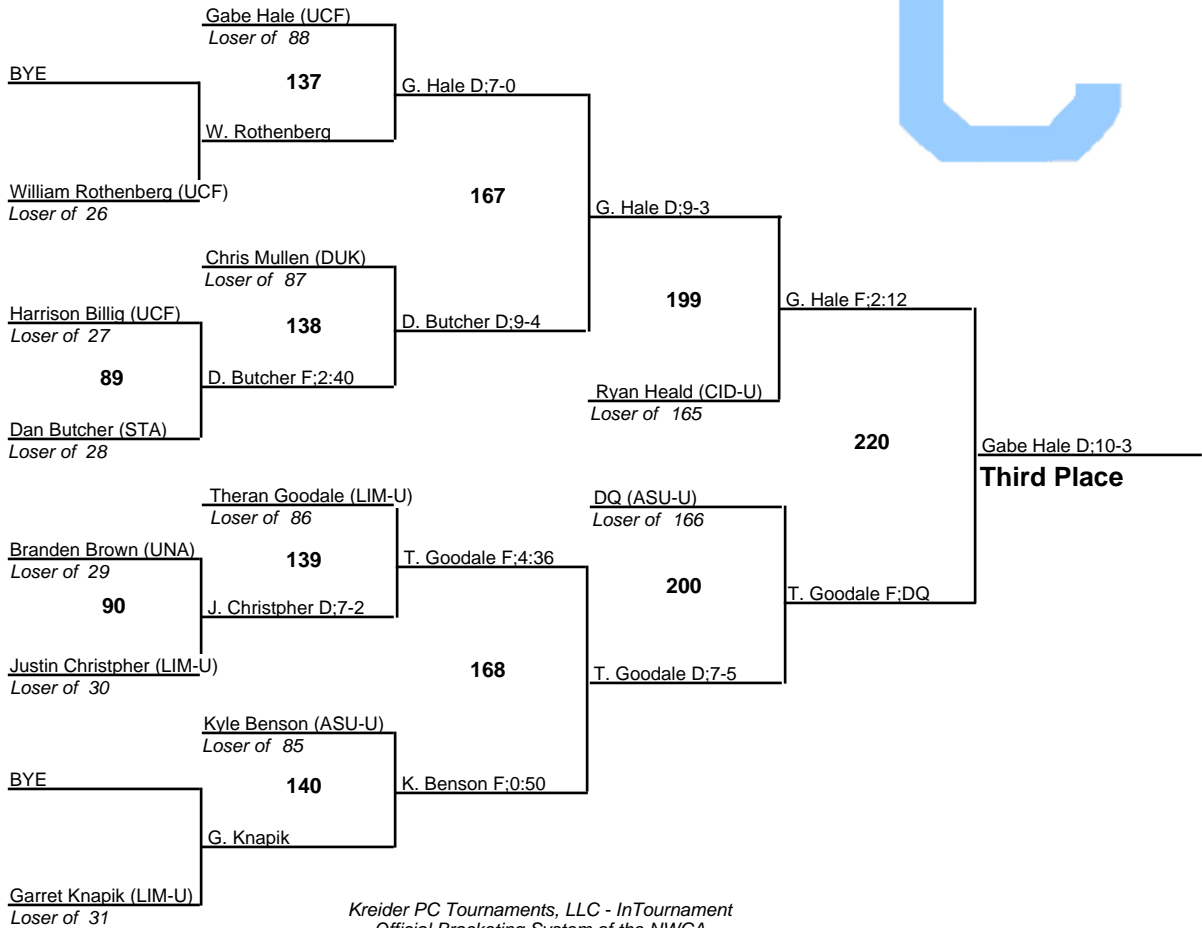 Gabe Hale (UCF)
Loser of 88
BYE
137
G. Hale D;7-0
W. Rothenberg
William Rothenberg (UCF)
Loser of 26
167
G. Hale D;9-3
Chris Mullen (DUK)
Loser of 87
Harrison Billig (UCF)
Loser of 27
138
D. Butcher D;9-4
199
G. Hale F;2:12
89
D. Butcher F;2:40
Ryan Heald (CID-U)
Loser of 165
Dan Butcher (STA)
Loser of 28
220
Gabe Hale D;10-3
Third Place
Theran Goodale (LIM-U)
Loser of 86
DQ (ASU-U)
Loser of 166
Branden Brown (UNA)
Loser of 29
139
T. Goodale F;4:36
200
T. Goodale F;DQ
90
J. Christpher D;7-2
Justin Christpher (LIM-U)
Loser of 30
168
T. Goodale D;7-5
Kyle Benson (ASU-U)
Loser of 85
BYE
140
K. Benson F;0:50
G. Knapik
Garret Knapik (LIM-U)
Loser of 31
Kreider PC Tournaments, LLC - InTournament
Official Bracketing System of the NWCA